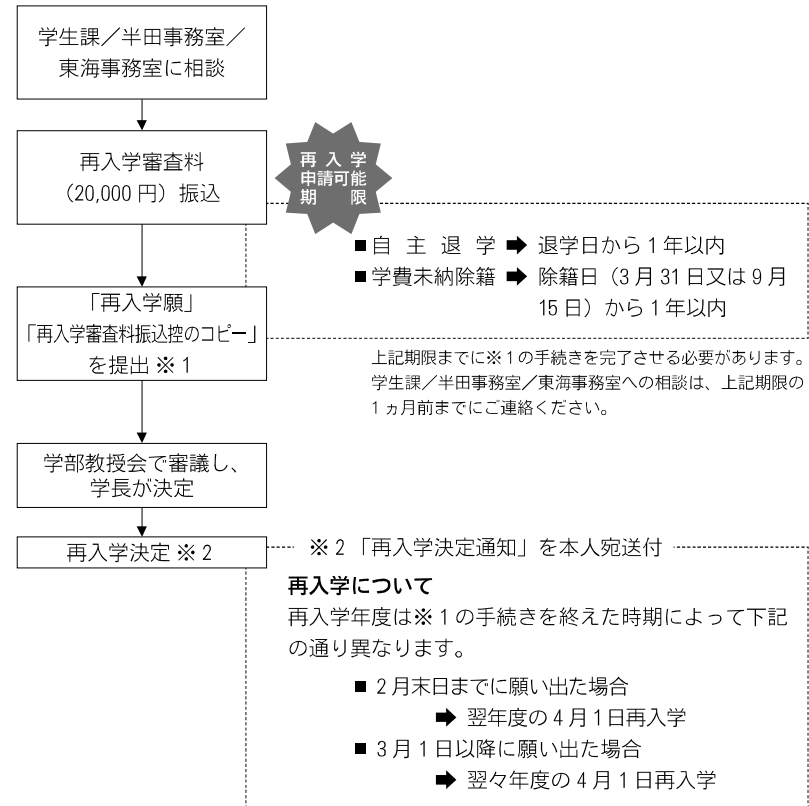 学生課／半田事務室／
東海事務室に相談
再入学審査料
（20,000 円）振込
再入学
申請可能
期限
■自主退学 ➡ 退学日から 1 年以内
■学費未納除籍 ➡ 除籍日（3 月 31 日又は 9 月
15 日）から 1 年以内
「再入学願」
「再入学審査料振込控のコピー」
を提出 ※ 1
上記期限までに※ 1 の手続きを完了させる必要があります。
学生課／半田事務室／東海事務室への相談は、上記期限の
1 ヵ月前までにご連絡ください。
学部教授会で審議し、
学長が決定
再入学決定 ※ 2
※ 2 「再入学決定通知」を本人宛送付
再入学について
再入学年度は※ 1 の手続きを終えた時期によって下記
の通り異なります。
■ 2 月末日までに願い出た場合
➡ 翌年度の 4 月 1 日再入学
■ 3 月 1 日以降に願い出た場合
➡ 翌々年度の 4 月 1 日再入学